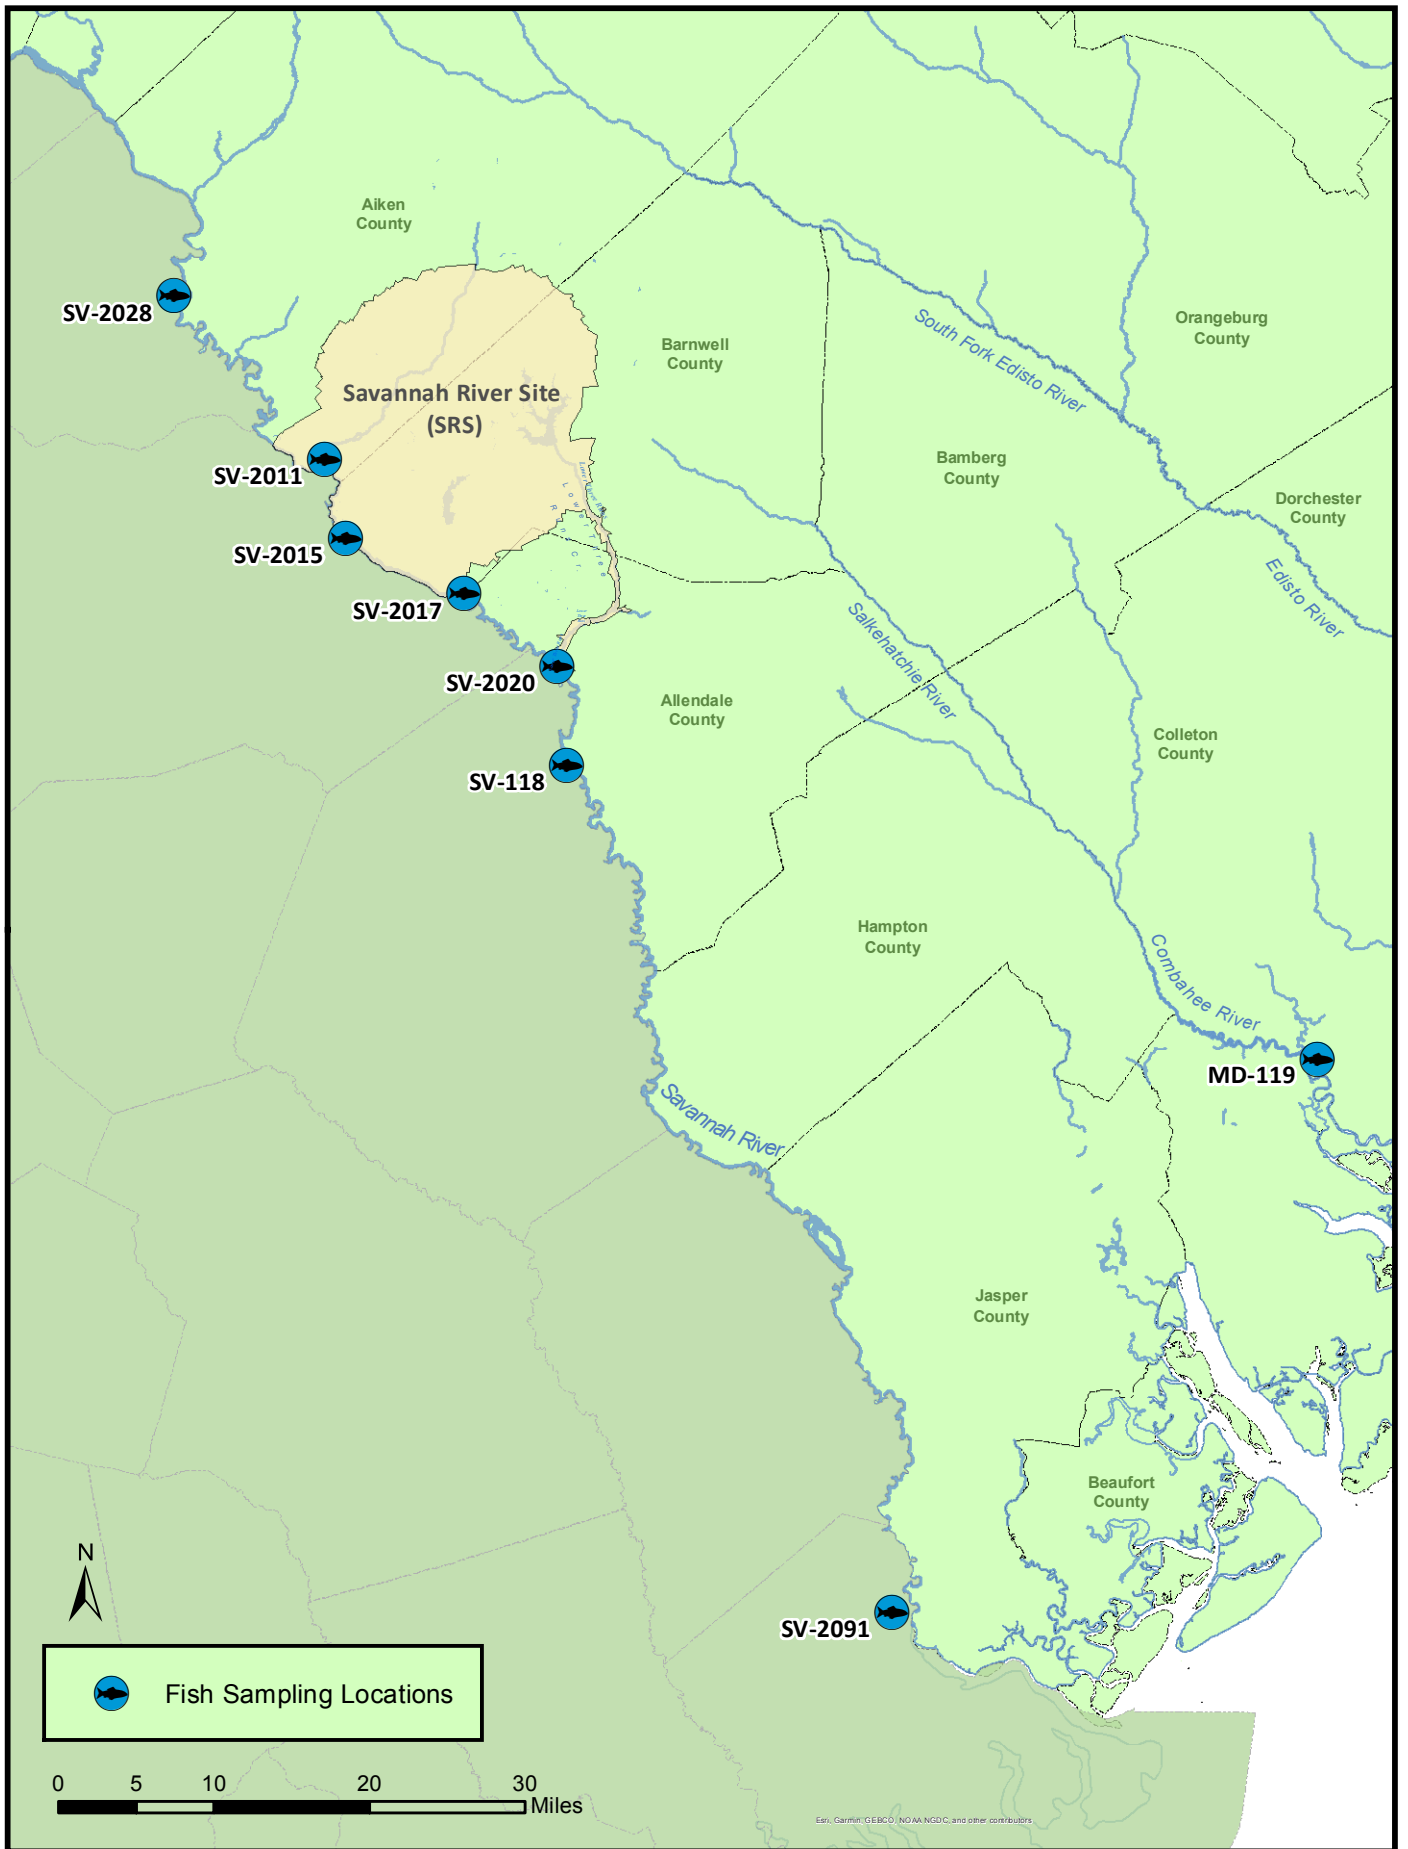 Aiken
County
SV-2028
Savannah River Site
(SRS)
Barnwell
County
South Fork Edisto River
Orangeburg
County
SV-2011
Bamberg
County
Dorchester
County
SV-2015
Edisto River
SV-2017
Salkehatchie River
SV-2020
Allendale
County
Colleton
County
SV-118
Hampton
County
Combahee River
MD-119
Savannah River
Jasper
County
Beaufort
County
SV-2091
N
Fish Sampling Locations
0 5 10 20 30
Miles
Esri, Garmin, GEBCO, NOAA NGDC, and other contributors